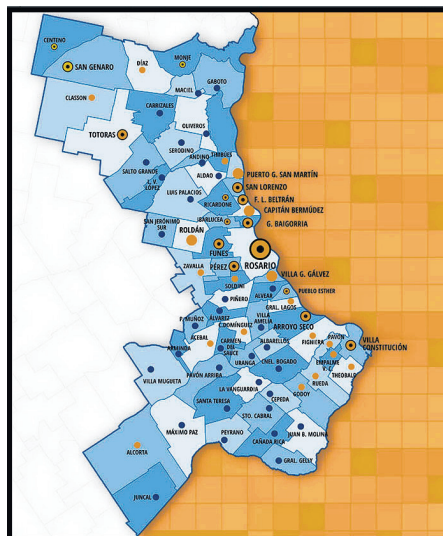 CENTENO
SAN GENARO
DÍAZ
MONJE
GABOTO
MACIEL
CLASSON
CARRIZALES
OLIVEROS
TOTORAS
SERODINO
ANDINO
TIMBÚES
SALTO GRANDE
ALDAO
PUERTO G. SAN MARTÍN
L. V.
LÓPEZ
LUIS PALACIOS
SAN LORENZO
RICARDONE
F. L. BELTRÁN
CAPITÁN
BERMÚDEZ
SAN JERÓNIMO
SUR
IBARLUCEA
G. BAIGORRIA
ROLDÁN
FUNES
ROSARIO
ZAVALLA
PÉREZ
VILLA G. GÁLVEZ
SOLDINI
ALVEAR
PUEBLO ESTHER
PIÑERO
GRAL. LAGOS
F. MUÑOZ
ÁLVAREZ
VILLA
AMELIA
ARROYO SECO
C.DOMÍNGUEZ
ACEBAL
CARMEN
DEL
SAUCE
ALBARELLOS
FIGHIERA
PAVÓN
VILLA
CONSTITUCIÓN
ARMINDA
URANGA
CNEL. BOGADO
EMPALME
V. C.
THEOBALD
PAVÓN ARRIBA
VILLA MUGUETA
RUEDA
LA VANGUARDIA
GODOY
CEPEDA
SANTA TERESA
STO. CABRAL
MÁXIMO PAZ
PEYRANO
CAÑADA RICA
JUAN B. MOLINA
ALCORTA
GRAL. GELLY
JUNCAL